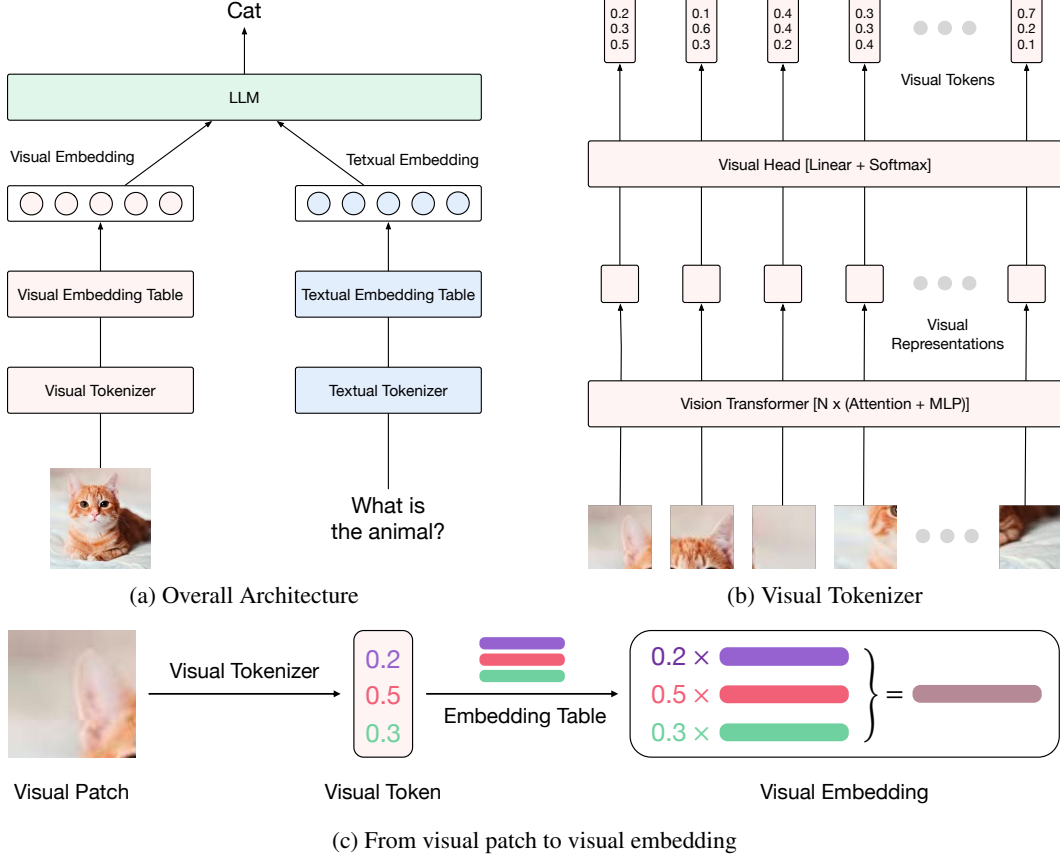 Cat
LLM
Visual Embedding
Tetxual Embedding
Visual Embedding Table
Textual Embedding Table
Visual Tokenizer
Textual Tokenizer
What is
the animal?
(a) Overall Architecture
0.2 0.1 0.4 0.3 0.7
0.3 0.6 0.4 0.3 0.2
0.5 0.3 0.2 0.4 0.1
Visual Tokens
Visual Head [Linear + Softmax]
Visual
Representations
Vision Transformer [N x (Attention + MLP)]
(b) Visual Tokenizer
Visual Tokenizer
0.2
0.5
0.3
Embedding Table
0.2 ×
0.5 ×
0.3 ×
=
Visual Patch
Visual Token
Visual Embedding
(c) From visual patch to visual embedding